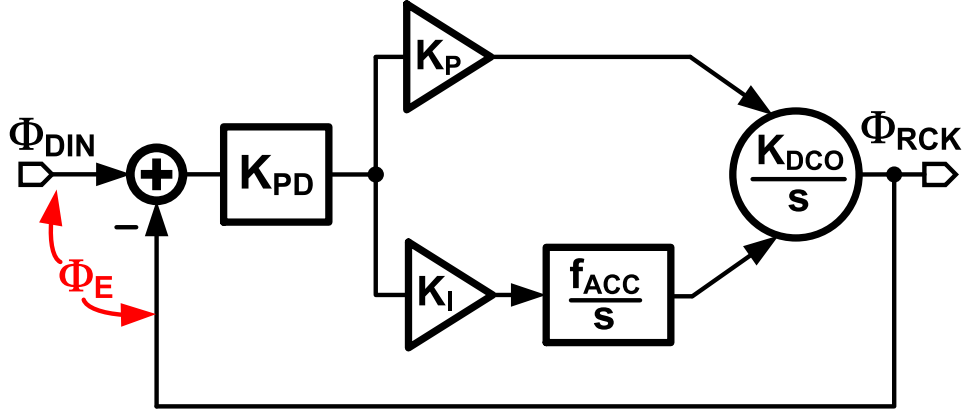 K_P
Φ_DIN
+
K_PD
K_DCO
s
Φ_RCK
−
Φ_E
K_I
f_ACC
s